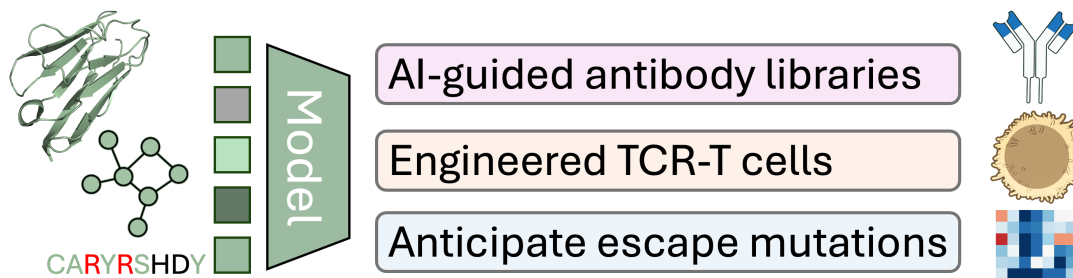 CARYRSHDY
Model
AI-guided antibody libraries
Engineered TCR-T cells
Anticipate escape mutations